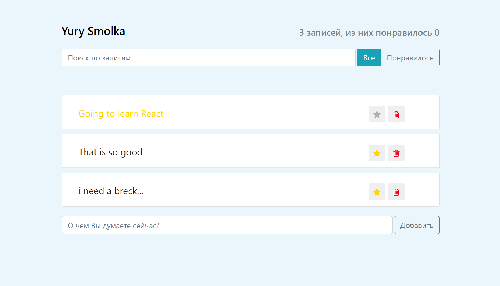 Yury Smolka
3 записей, из них понравилось 0
Поиск по записям
Все
Понравилось
Going to learn React
That is so good
i need a breck...
О чем Вы думаете сейчас?
Добавить